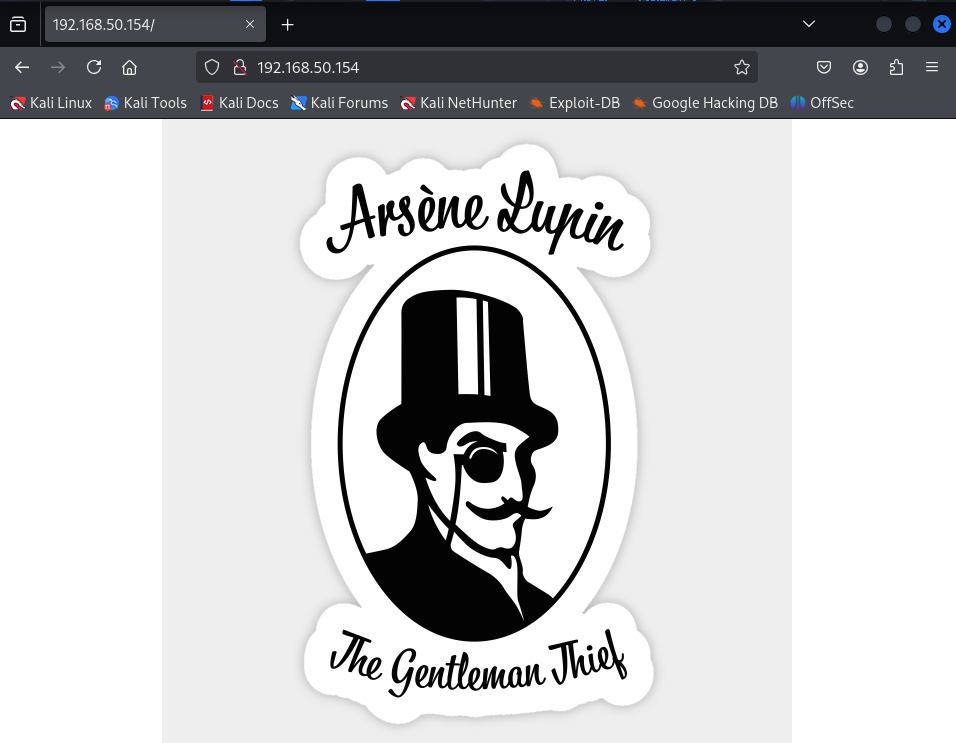 192.168.50.154/
192.168.50.154
Kali Linux Kali Tools Kali Docs Kali Forums Kali NetHunter Exploit-DB Google Hacking DB OffSec
Arsène Lupin
The Gentleman Thief